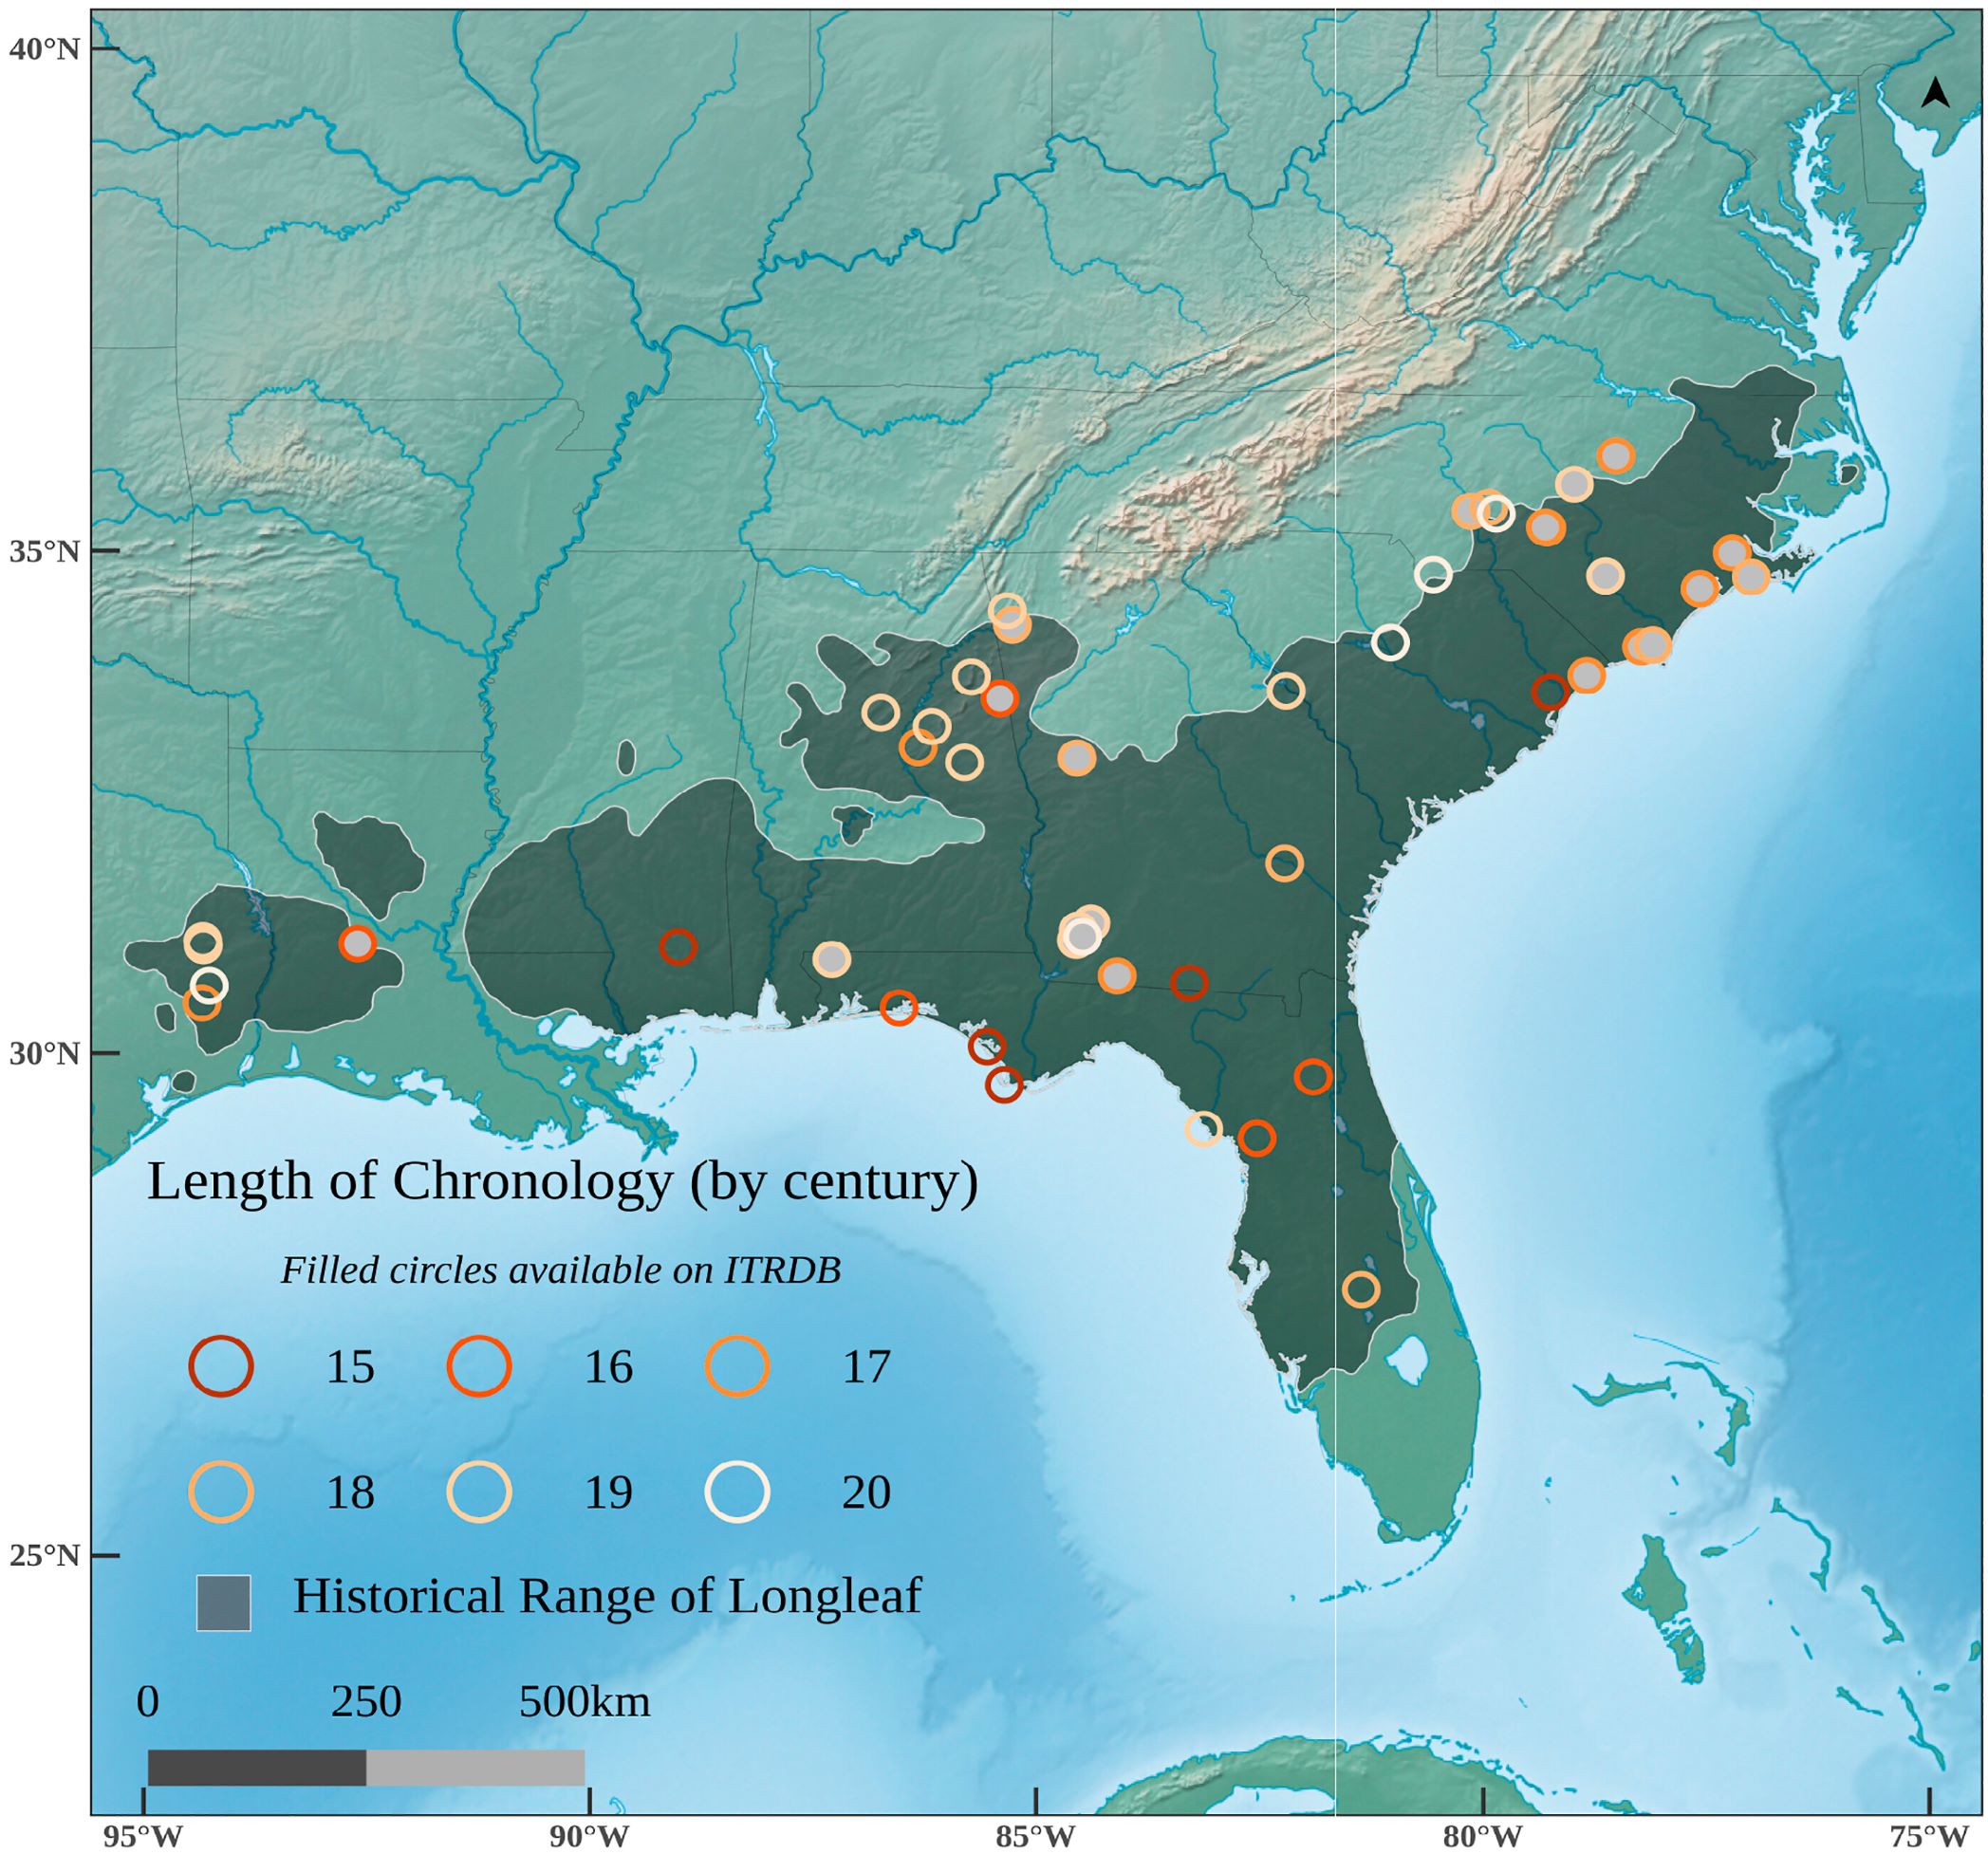 40°N
35°N
30°N
25°N
Length of Chronology (by century)
Filled circles available on ITRDB
15 16 17
18 19 20
Historical Range of Longleaf
0 250 500km
95°W 90°W 85°W 80°W 75°W